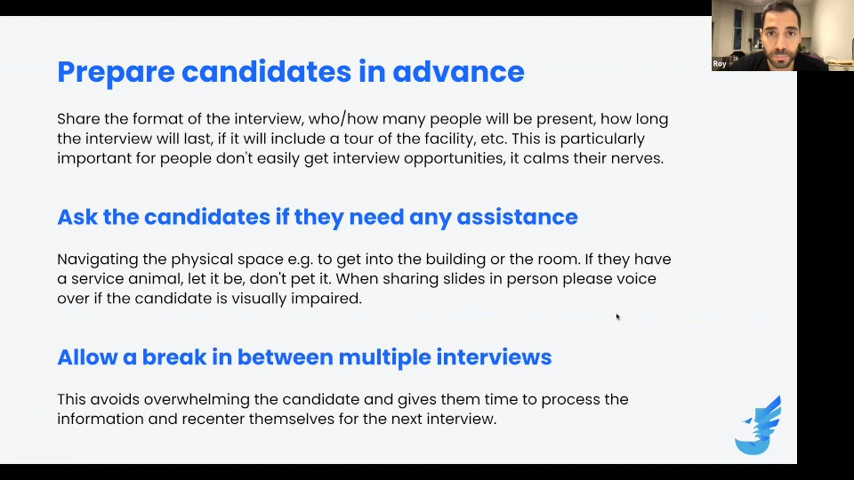 Prepare candidates in advance
Share the format of the interview, who/how many people will be present, how long
the interview will last, if it will include a tour of the facility, etc. This is particularly
important for people don't easily get interview opportunities, it calms their nerves.
Ask the candidates if they need any assistance
Navigating the physical space e.g. to get into the building or the room. If they have
a service animal, let it be, don't pet it. When sharing slides in person please voice
over if the candidate is visually impaired.
Allow a break in between multiple interviews
This avoids overwhelming the candidate and gives them time to process the
information and recenter themselves for the next interview.
Roy